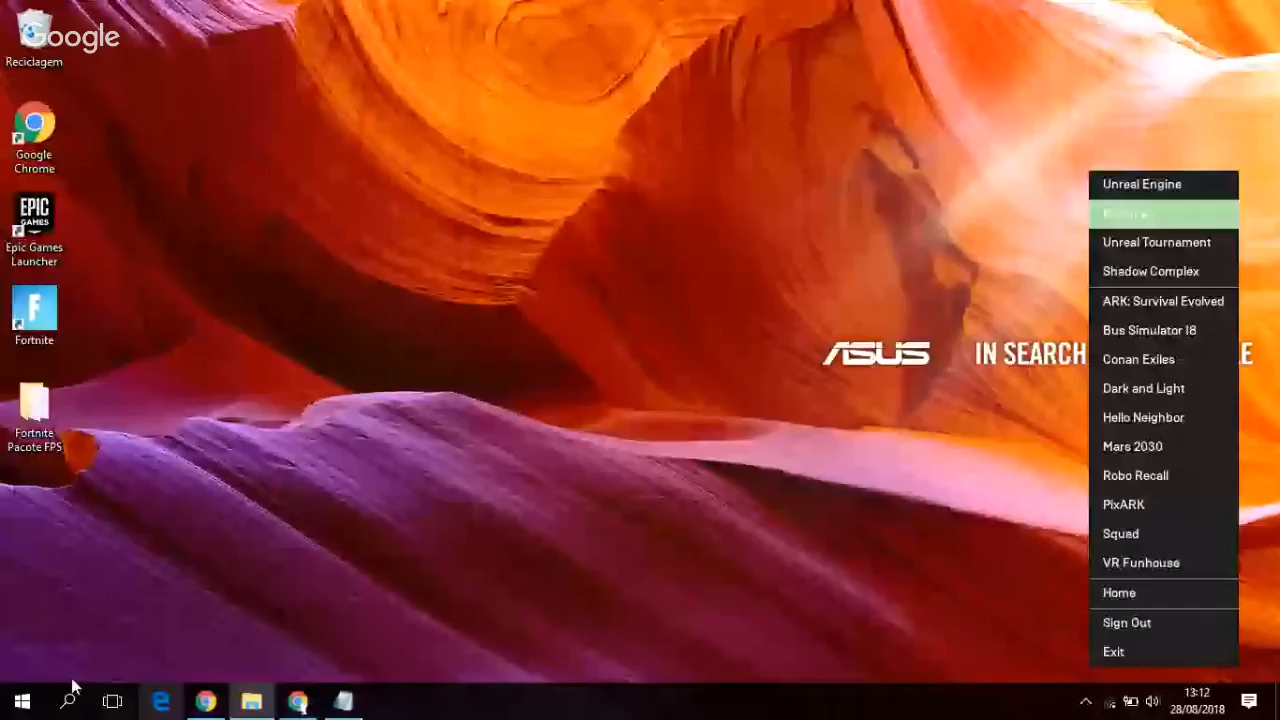 Google
Reciclagem
Google
Chrome
EPIC
GAMES
Epic Games
Launcher
F
Fortnite
Fortnite
Pacote FPS
ASUS
IN SEARCH
Unreal Engine
Unreal Tournament
Shadow Complex
ARK: Survival Evolved
Bus Simulator 18
Conan Exiles
Dark and Light
Hello Neighbor
Mars 2030
Robo Recall
PixARK
Squad
VR Funhouse
Home
Sign Out
Exit
13:12
28/08/2018